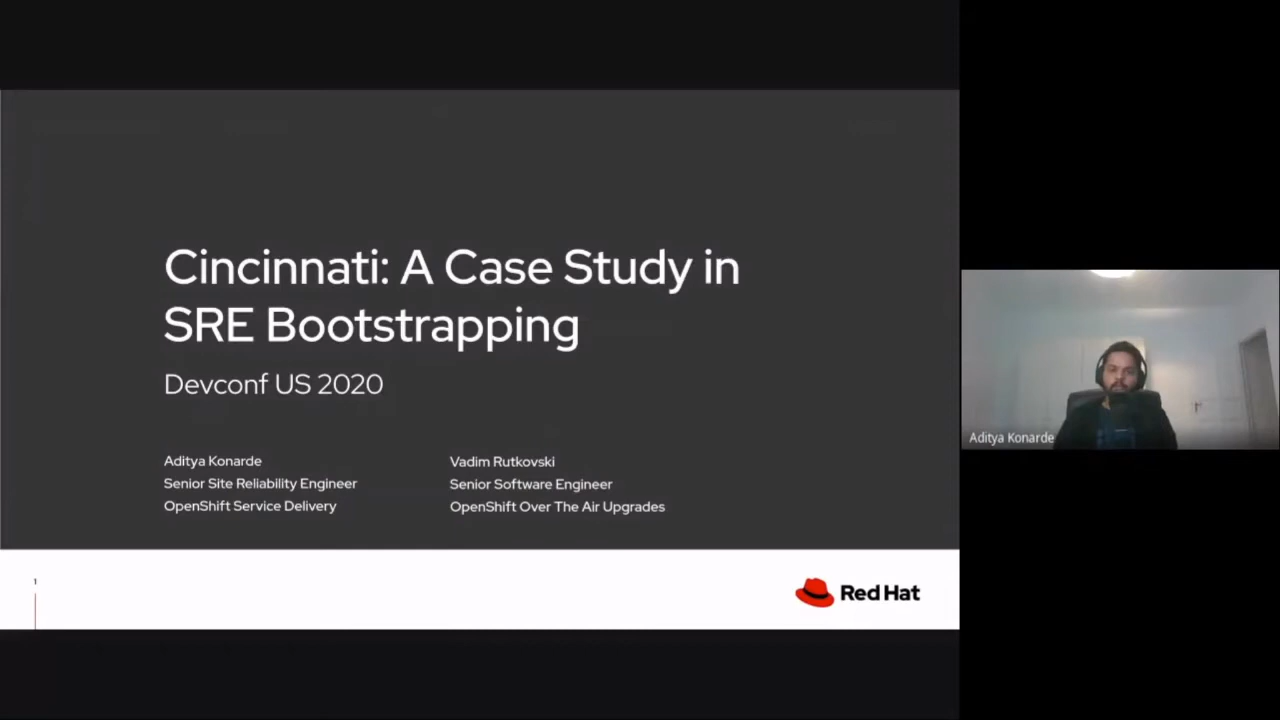 Cincinnati: A Case Study in
SRE Bootstrapping
Devconf US 2020
Aditya Konarde
Senior Site Reliability Engineer
OpenShift Service Delivery
Vadim Rutkovski
Senior Software Engineer
OpenShift Over The Air Upgrades
1
Red Hat
Aditya Konarde